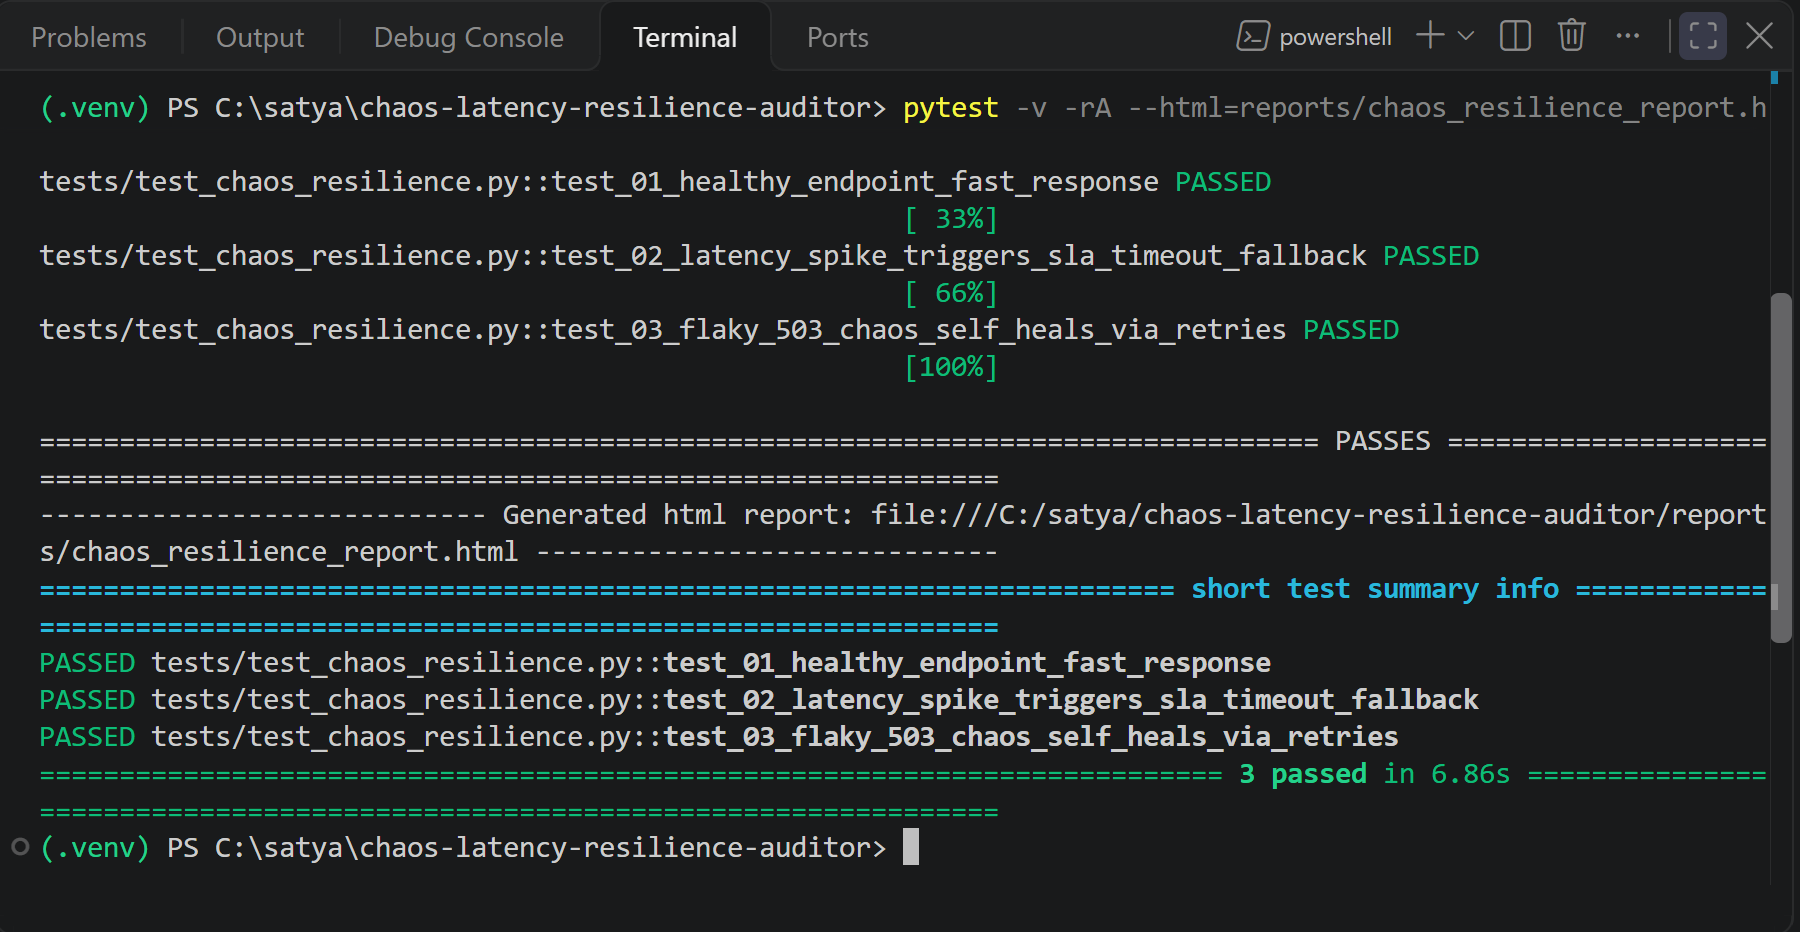 Problems Output Debug Console Terminal Ports powershell
(.venv) PS C:\satya\chaos-latency-resilience-auditor> pytest -v -rA --html=reports/chaos_resilience_report.h
tests/test_chaos_resilience.py::test_01_healthy_endpoint_fast_response PASSED
[ 33%]
tests/test_chaos_resilience.py::test_02_latency_spike_triggers_sla_timeout_fallback PASSED
[ 66%]
tests/test_chaos_resilience.py::test_03_flaky_503_chaos_self_heals_via_retries PASSED
[100%]
================================================================================ PASSES ====================
============================================================
---------------------------- Generated html report: file:///C:/satya/chaos-latency-resilience-auditor/report
s/chaos_resilience_report.html -----------------------------
======================================================================= short test summary info ============
============================================================
PASSED tests/test_chaos_resilience.py::test_01_healthy_endpoint_fast_response
PASSED tests/test_chaos_resilience.py::test_02_latency_spike_triggers_sla_timeout_fallback
PASSED tests/test_chaos_resilience.py::test_03_flaky_503_chaos_self_heals_via_retries
========================================================================== 3 passed in 6.86s ===============
============================================================
(.venv) PS C:\satya\chaos-latency-resilience-auditor>